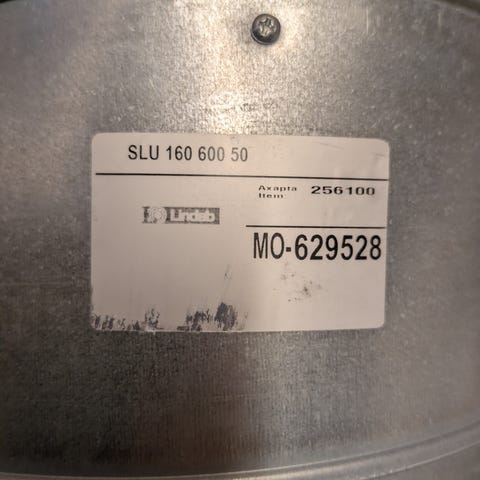 SLU 160 600 50
Axapta
Item: 256100
Lindab
MO-629528